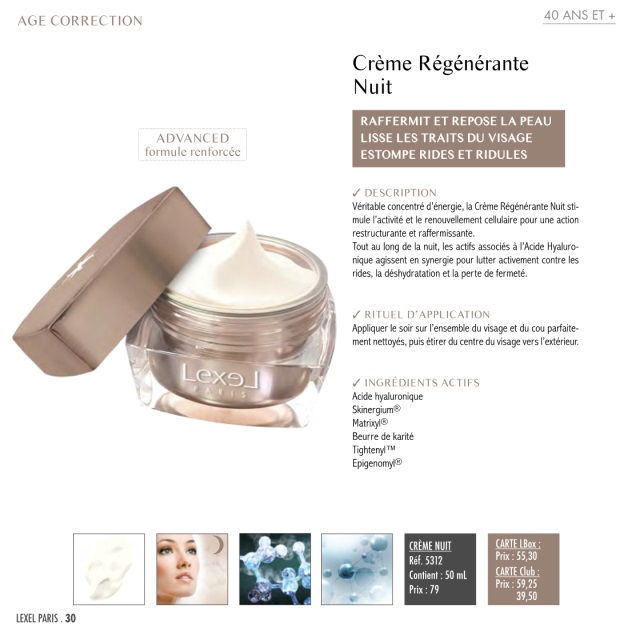 AGE CORRECTION
40 ANS ET +
Crème Régénérante
Nuit
RAFFERMIT ET REPOSE LA PEAU
LISSE LES TRAITS DU VISAGE
ESTOMPE RIDES ET RIDULES
ADVANCED
formule renforcée
✓ DESCRIPTION
Véritable concentré d'énergie, la Crème Régénérante Nuit sti-
mule l'activité et le renouvellement cellulaire pour une action
restructurante et raffermissante.
Tout au long de la nuit, les actifs associés à l'Acide Hyaluro-
nique agissent en synergie pour lutter activement contre les
rides, la déshydratation et la perte de fermeté.
✓ RITUEL D'APPLICATION
Appliquer le soir sur l'ensemble du visage et du cou parfaite-
ment nettoyés, puis étirer du centre du visage vers l'extérieur.
✓ INGRÉDIENTS ACTIFS
Acide hyaluronique
Skinergium®
Matrixyl®
Beurre de karité
Tightenyl™
Epigenomyl®
LexeL
PARIS
CRÈME NUIT
Réf. 5312
Contient : 50 mL
Prix : 79
CARTE LBox :
Prix : 55,30
CARTE Club :
Prix : 59,25
39,50
LEXEL PARIS . 30